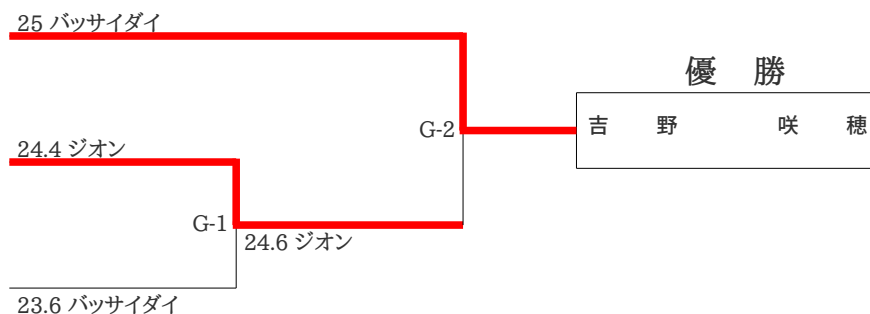 25 バッサイダイ
優 勝
G-2
吉 野 咲 穂
24.4 ジオン
G-1
24.6 ジオン
23.6 バッサイダイ